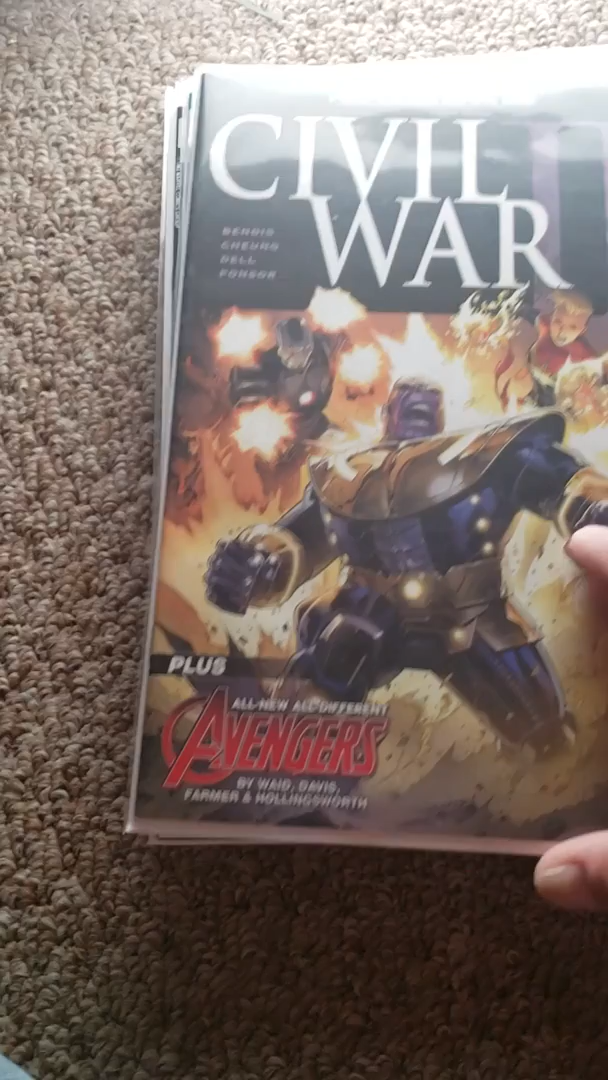 CIVIL
WAR
BENDIS
CHEUNG
DELL
PONSOR
PLUS
ALL-NEW ALL-DIFFERENT
AVENGERS
BY WAID, DAVIS,
FARMER & HOLLINGSWORTH